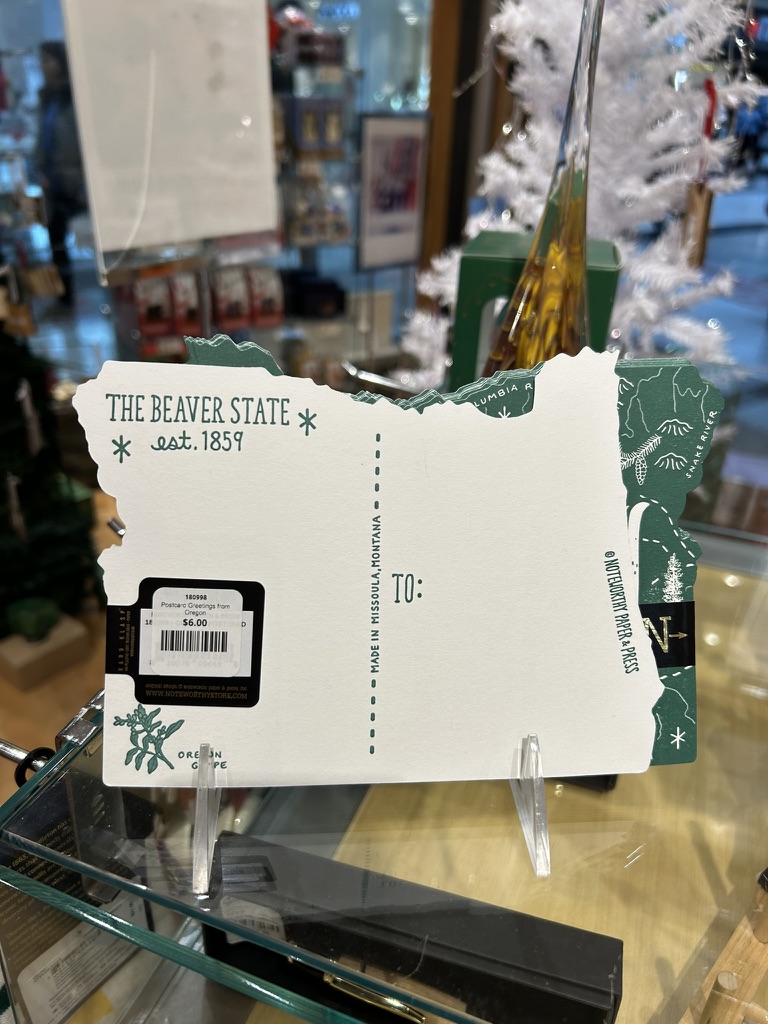 THE BEAVER STATE
est. 1859
180998
Postcard Greetings from
Oregon
$6.00
WWW.NOTEWORTHYSTORE.COM
OREGON
GRAPE
MADE IN MISSOULA, MONTANA
TO:
© NOTEWORTHY PAPER & PRESS
LUMBIA R
SNAKE RIVER
N